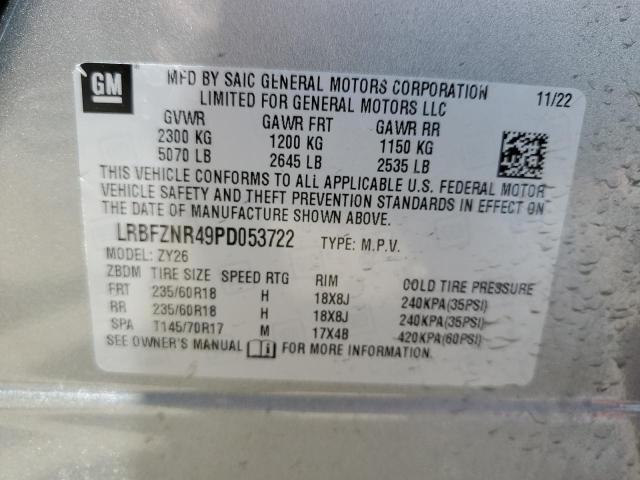 GM
MFD BY SAIC GENERAL MOTORS CORPORATION
LIMITED FOR GENERAL MOTORS LLC 11/22
GVWR GAWR FRT GAWR RR
2300 KG 1200 KG 1150 KG
5070 LB 2645 LB 2535 LB
THIS VEHICLE CONFORMS TO ALL APPLICABLE U.S. FEDERAL MOTOR
VEHICLE SAFETY AND THEFT PREVENTION STANDARDS IN EFFECT ON
THE DATE OF MANUFACTURE SHOWN ABOVE.
LRBFZNR49PD053722 TYPE: M.P.V.
MODEL: ZY26
ZBDM TIRE SIZE SPEED RTG RIM COLD TIRE PRESSURE
FRT 235/60R18 H 18X8J 240KPA(35PSI)
RR 235/60R18 H 18X8J 240KPA(35PSI)
SPA T145/70R17 M 17X4B 420KPA(60PSI)
SEE OWNER'S MANUAL FOR MORE INFORMATION.